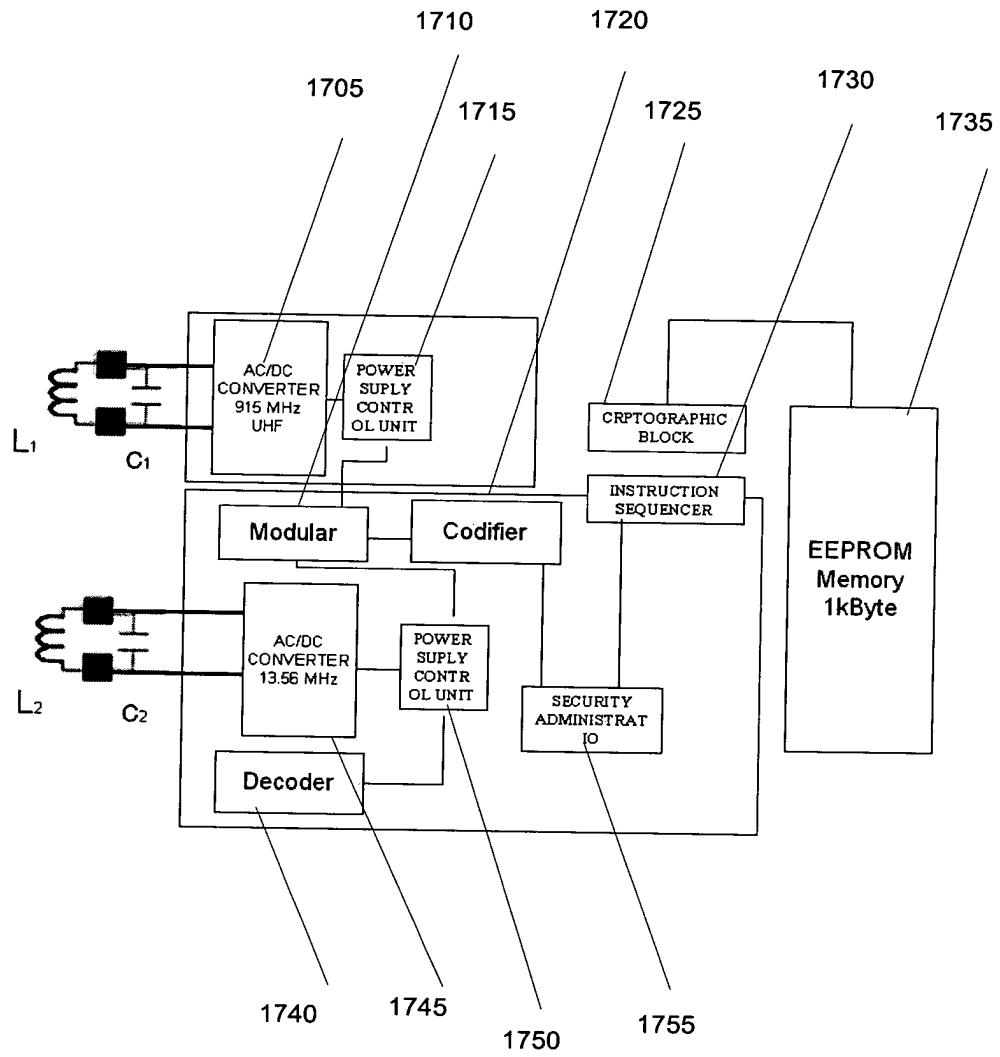 1710
1720
1705
1715
1725
1730
1735
AC/DC
CONVERTER
915 MHz
UHF
POWER
SUPLY
CONTR
OL UNIT
L1
C1
CRPTOGRAPHIC
BLOCK
INSTRUCTION
SEQUENCER
Modular
Codifier
EEPROM
Memory
1kByte
AC/DC
CONVERTER
13.56 MHz
POWER
SUPLY
CONTR
OL UNIT
L2
C2
SECURITY
ADMINISTRAT
IO
Decoder
1740
1745
1750
1755